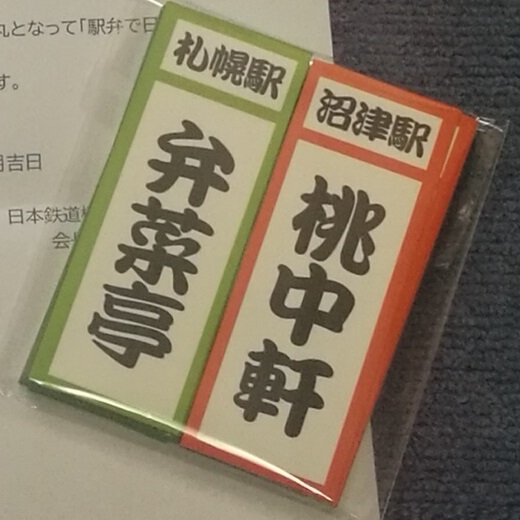 丸となって「駅弁で日
す。
月吉日
日本鉄道
会長
札幌駅
弁菜亭
沼津駅
桃中軒